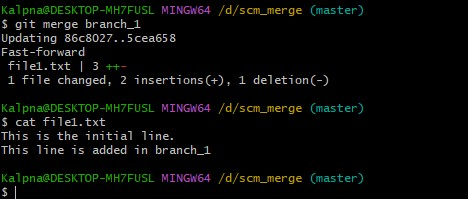 Kalpna@DESKTOP-MH7FUSL MINGW64 /d/scm_merge (master)
$ git merge branch_1
Updating 86c8027..5cea658
Fast-forward
 file1.txt | 3 ++-
 1 file changed, 2 insertions(+), 1 deletion(-)

Kalpna@DESKTOP-MH7FUSL MINGW64 /d/scm_merge (master)
$ cat file1.txt
This is the initial line.
This line is added in branch_1

Kalpna@DESKTOP-MH7FUSL MINGW64 /d/scm_merge (master)
$